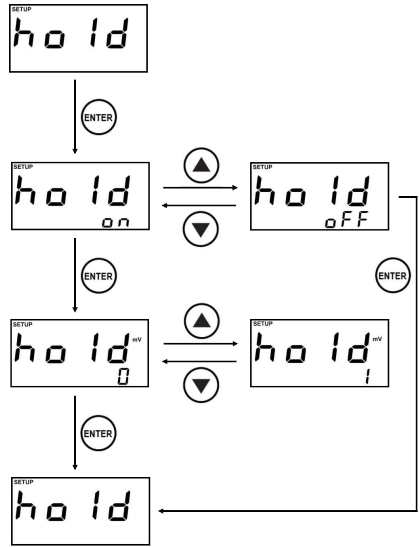 SETUP
hold
ENTER
SETUP
hold
on
SETUP
hold
oFF
ENTER
ENTER
SETUP
hold mV
0
SETUP
hold mV
1
ENTER
SETUP
hold